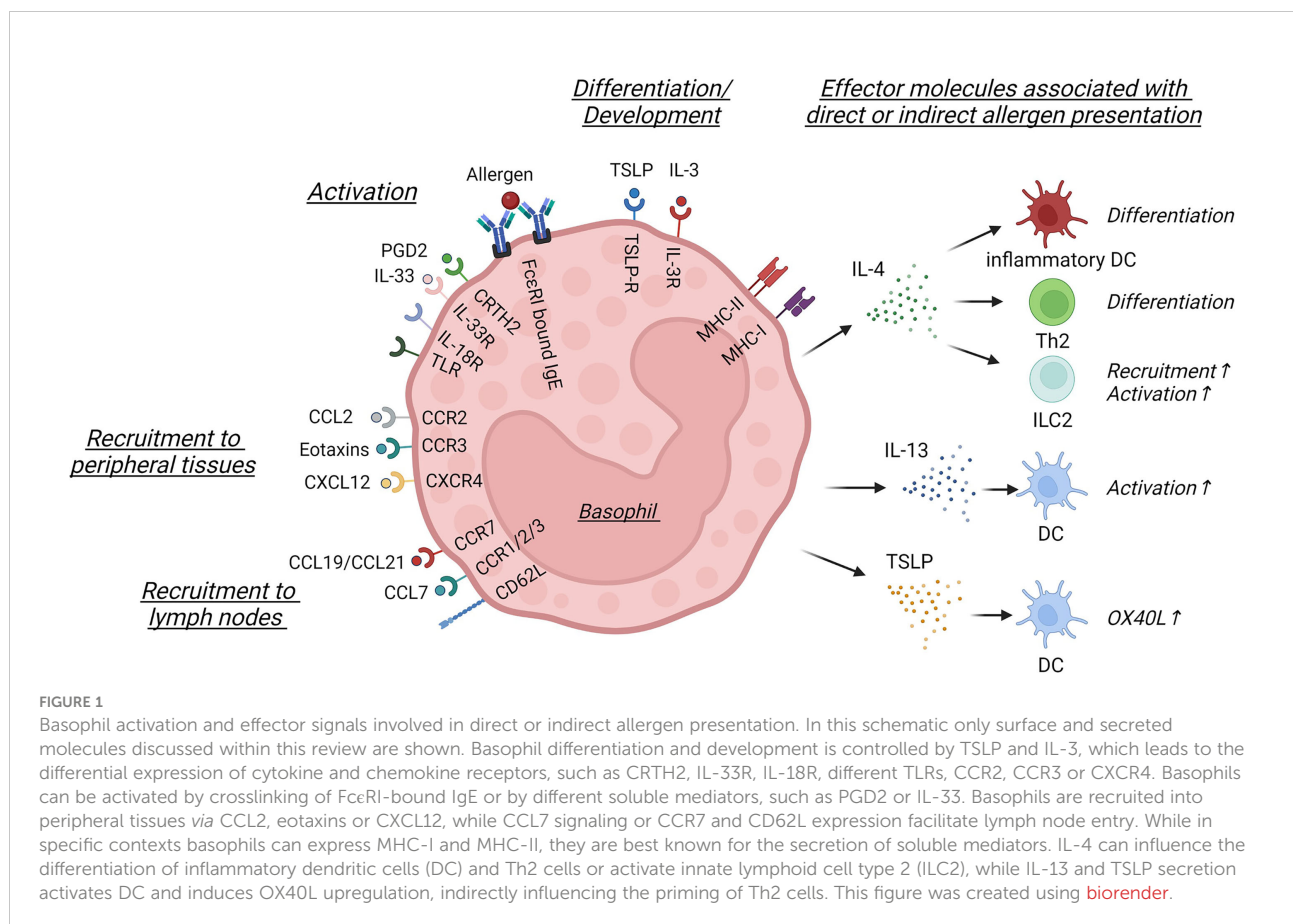 Differentiation/
Development
Effector molecules associated with
direct or indirect allergen presentation
Activation
Allergen
TSLP
IL-3
PGD2
IL-33
CRTH2
IL-33R
IL-18R
TLR
FcεRI bound IgE
TSLP-R
IL-3R
MHC-II
MHC-I
IL-4
Differentiation
inflammatory DC
Differentiation
Th2
Recruitment↑
Activation↑
ILC2
Recruitment to
peripheral tissues
CCL2
CCR2
Eotaxins
CCR3
CXCL12
CXCR4
Basophil
IL-13
Activation↑
DC
Recruitment to
lymph nodes
CCL19/CCL21
CCR7
CCL7
CCR1/2/3
CD62L
TSLP
OX40L↑
DC
FIGURE 1
Basophil activation and effector signals involved in direct or indirect allergen presentation. In this schematic only surface and secreted
molecules discussed within this review are shown. Basophil differentiation and development is controlled by TSLP and IL-3, which leads to the
differential expression of cytokine and chemokine receptors, such as CRTH2, IL-33R, IL-18R, different TLRs, CCR2, CCR3 or CXCR4. Basophils
can be activated by crosslinking of FcεRI-bound IgE or by different soluble mediators, such as PGD2 or IL-33. Basophils are recruited into
peripheral tissues via CCL2, eotaxins or CXCL12, while CCL7 signaling or CCR7 and CD62L expression facilitate lymph node entry. While in
specific contexts basophils can express MHC-I and MHC-II, they are best known for the secretion of soluble mediators. IL-4 can influence the
differentiation of inflammatory dendritic cells (DC) and Th2 cells or activate innate lymphoid cell type 2 (ILC2), while IL-13 and TSLP secretion
activates DC and induces OX40L upregulation, indirectly influencing the priming of Th2 cells. This figure was created using biorender.